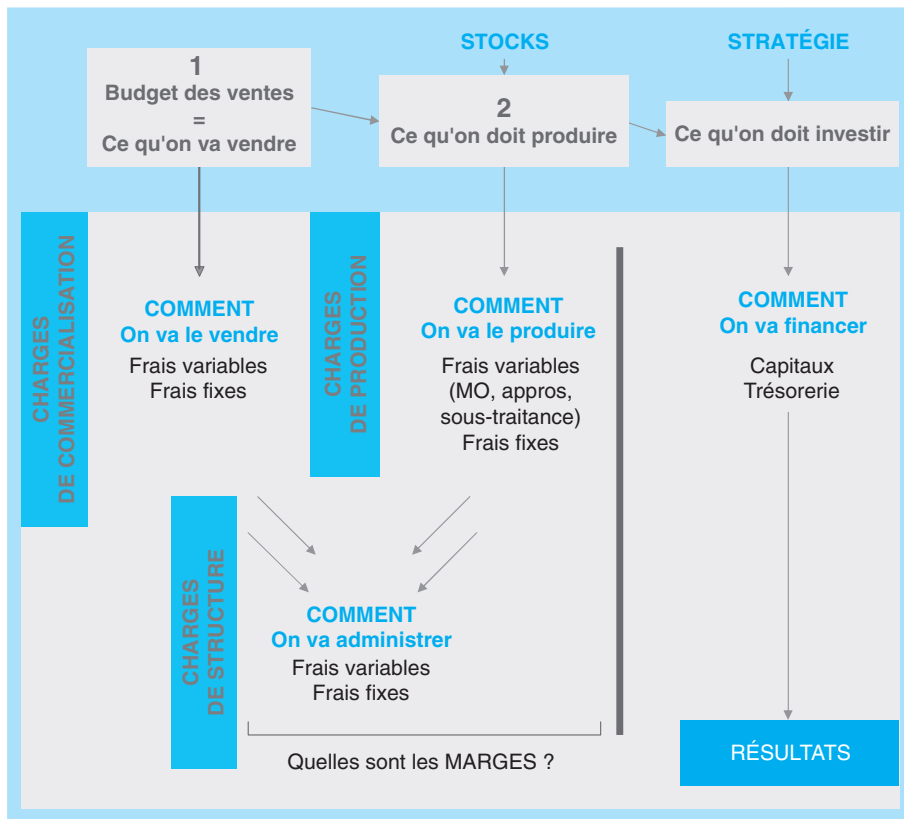 STOCKS
STRATÉGIE
1
Budget des ventes
=
Ce qu'on va vendre
2
Ce qu'on doit produire
Ce qu'on doit investir
CHARGES
DE COMMERCIALISATION
COMMENT
On va le vendre
Frais variables
Frais fixes
CHARGES
DE PRODUCTION
COMMENT
On va le produire
Frais variables
(MO, appros,
sous-traitance)
Frais fixes
COMMENT
On va financer
Capitaux
Trésorerie
CHARGES
DE STRUCTURE
COMMENT
On va administrer
Frais variables
Frais fixes
Quelles sont les MARGES ?
RÉSULTATS